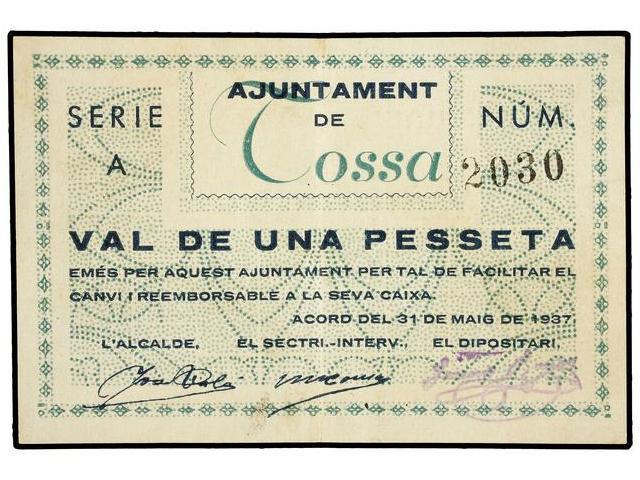 AJUNTAMENT
DE
Tossa
SERIE
A
NÚM.
2030
VAL DE UNA PESSETA
EMÉS PER AQUEST AJUNTAMENT PER TAL DE FACILITAR EL
CANVI I REEMBORSABLE A LA SEVA CAIXA.
ACORD DEL 31 DE MAIG DE 1937.
L'ALCALDE, EL SECTRI.-INTERV., EL DIPOSITARI,